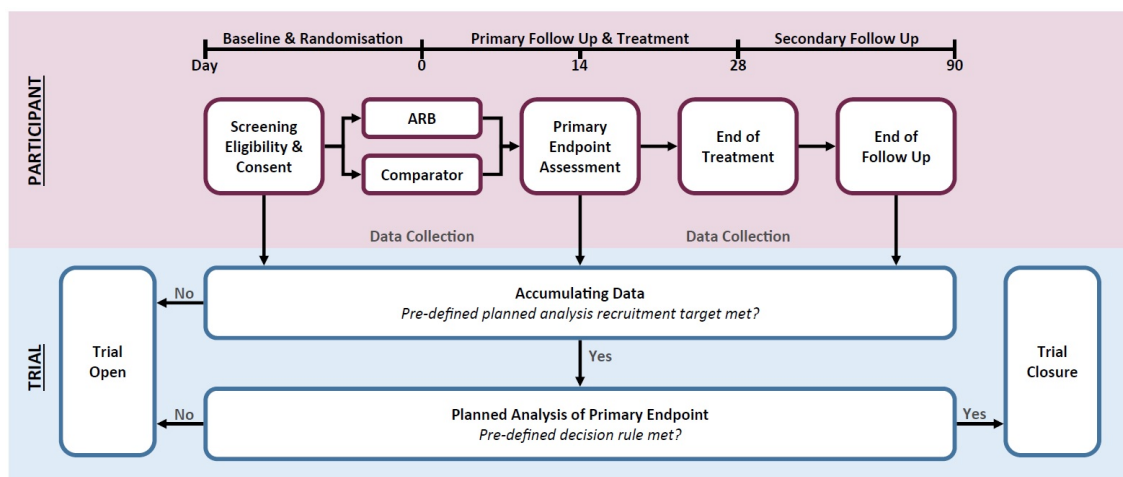 Baseline & Randomisation
Primary Follow Up & Treatment
Secondary Follow Up
Day
0
14
28
90
PARTICIPANT
Screening
Eligibility &
Consent
ARB
Comparator
Primary
Endpoint
Assessment
End of
Treatment
End of
Follow Up
Data Collection
Data Collection
TRIAL
Trial
Open
No
Accumulating Data
Pre-defined planned analysis recruitment target met?
Yes
No
Planned Analysis of Primary Endpoint
Pre-defined decision rule met?
Yes
Trial
Closure